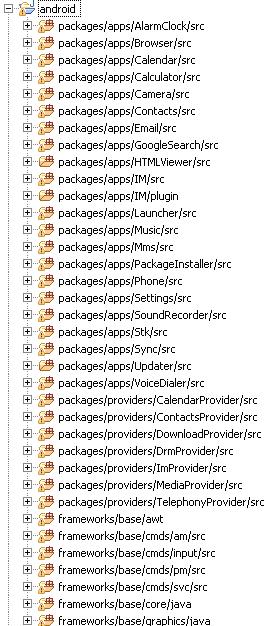 android
packages/apps/AlarmClock/src
packages/apps/Browser/src
packages/apps/Calendar/src
packages/apps/Calculator/src
packages/apps/Camera/src
packages/apps/Contacts/src
packages/apps/Email/src
packages/apps/GoogleSearch/src
packages/apps/HTMLViewer/src
packages/apps/IM/src
packages/apps/IM/plugin
packages/apps/Launcher/src
packages/apps/Music/src
packages/apps/Mms/src
packages/apps/PackageInstaller/src
packages/apps/Phone/src
packages/apps/Settings/src
packages/apps/SoundRecorder/src
packages/apps/Stk/src
packages/apps/Sync/src
packages/apps/Updater/src
packages/apps/VoiceDialer/src
packages/providers/CalendarProvider/src
packages/providers/ContactsProvider/src
packages/providers/DownloadProvider/src
packages/providers/DrmProvider/src
packages/providers/ImProvider/src
packages/providers/MediaProvider/src
packages/providers/TelephonyProvider/src
frameworks/base/awt
frameworks/base/cmds/am/src
frameworks/base/cmds/input/src
frameworks/base/cmds/pm/src
frameworks/base/cmds/svc/src
frameworks/base/core/java
frameworks/base/graphics/java